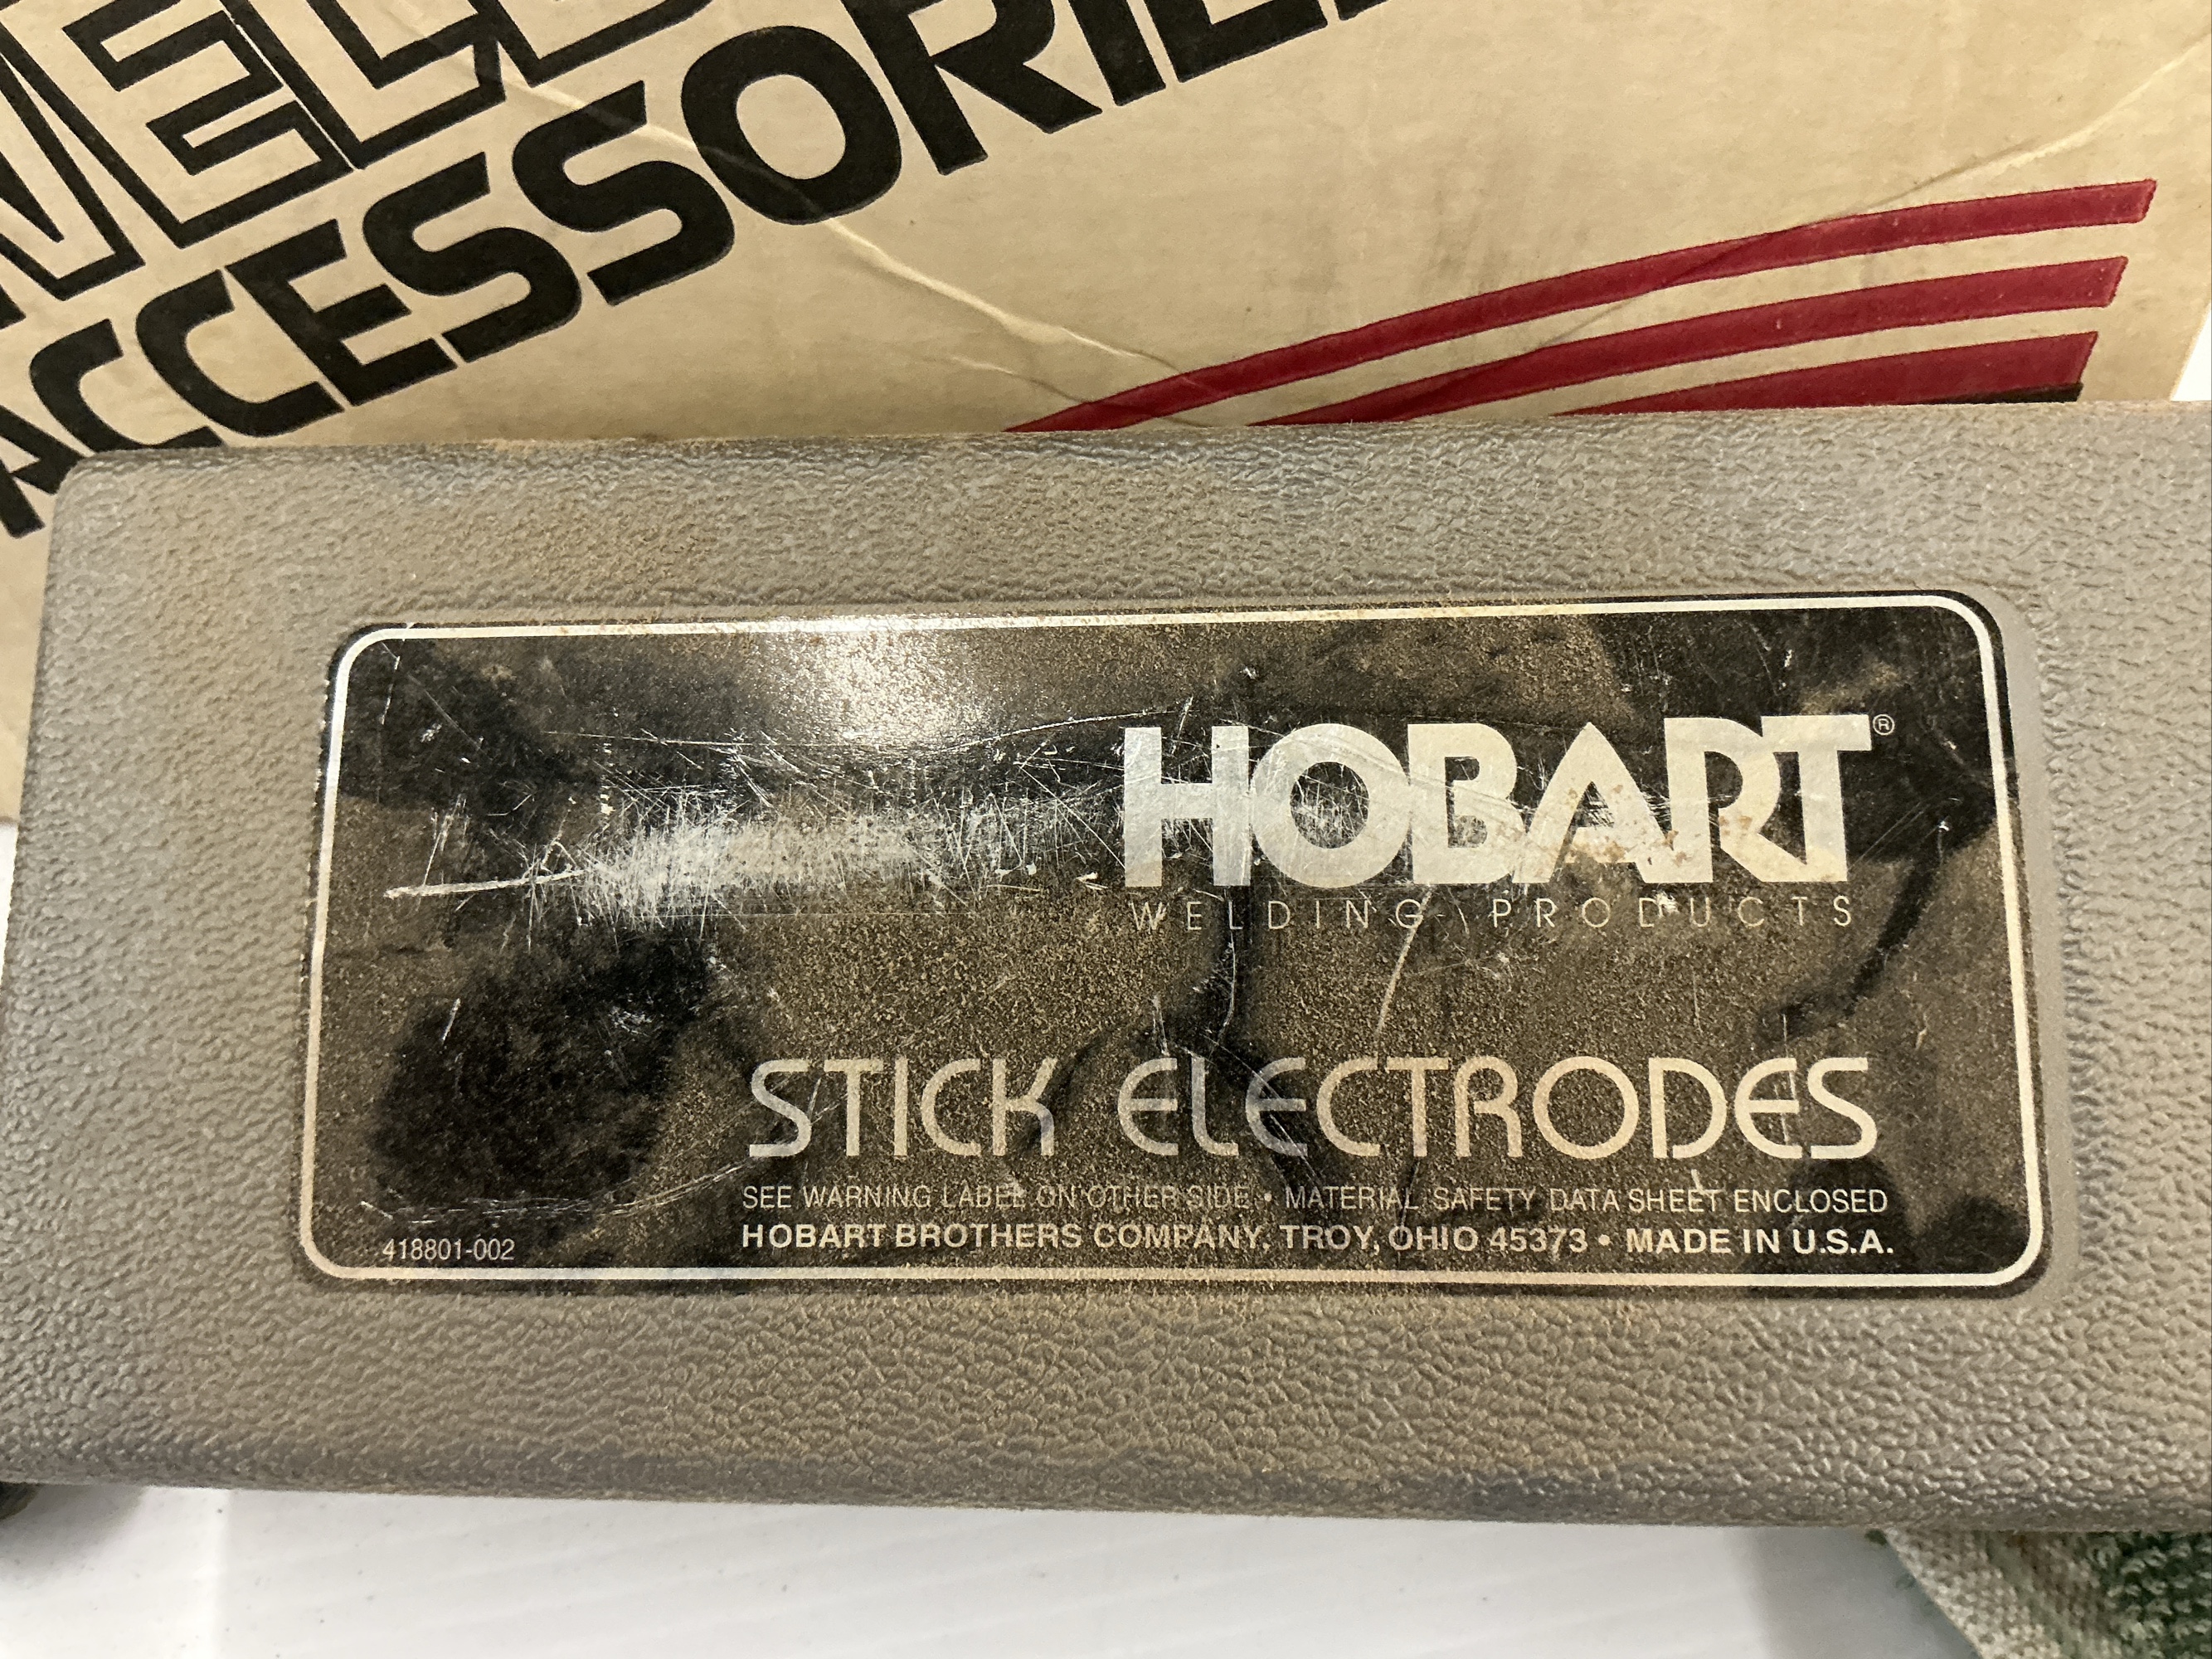 ACCESSORIE
HOBART®
WELDING PRODUCTS
STICK ELECTRODES
SEE WARNING LABEL ON OTHER SIDE • MATERIAL SAFETY DATA SHEET ENCLOSED
HOBART BROTHERS COMPANY, TROY, OHIO 45373 • MADE IN U.S.A.
418801-002